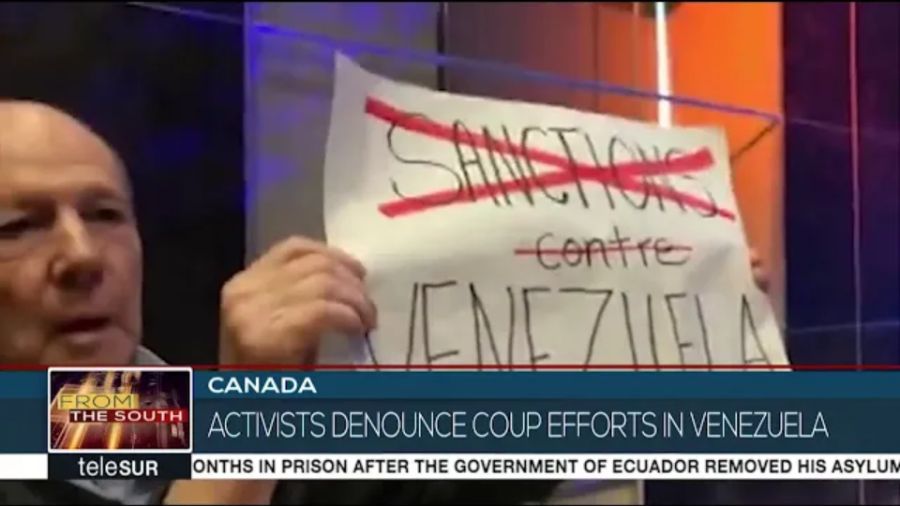 SANCTIONS
contre
VENEZUELA
CANADA
FROM
THE SOUTH
ACTIVISTS DENOUNCE COUP EFFORTS IN VENEZUELA
teleSUR
ONTHS IN PRISON AFTER THE GOVERNMENT OF ECUADOR REMOVED HIS ASYLUM